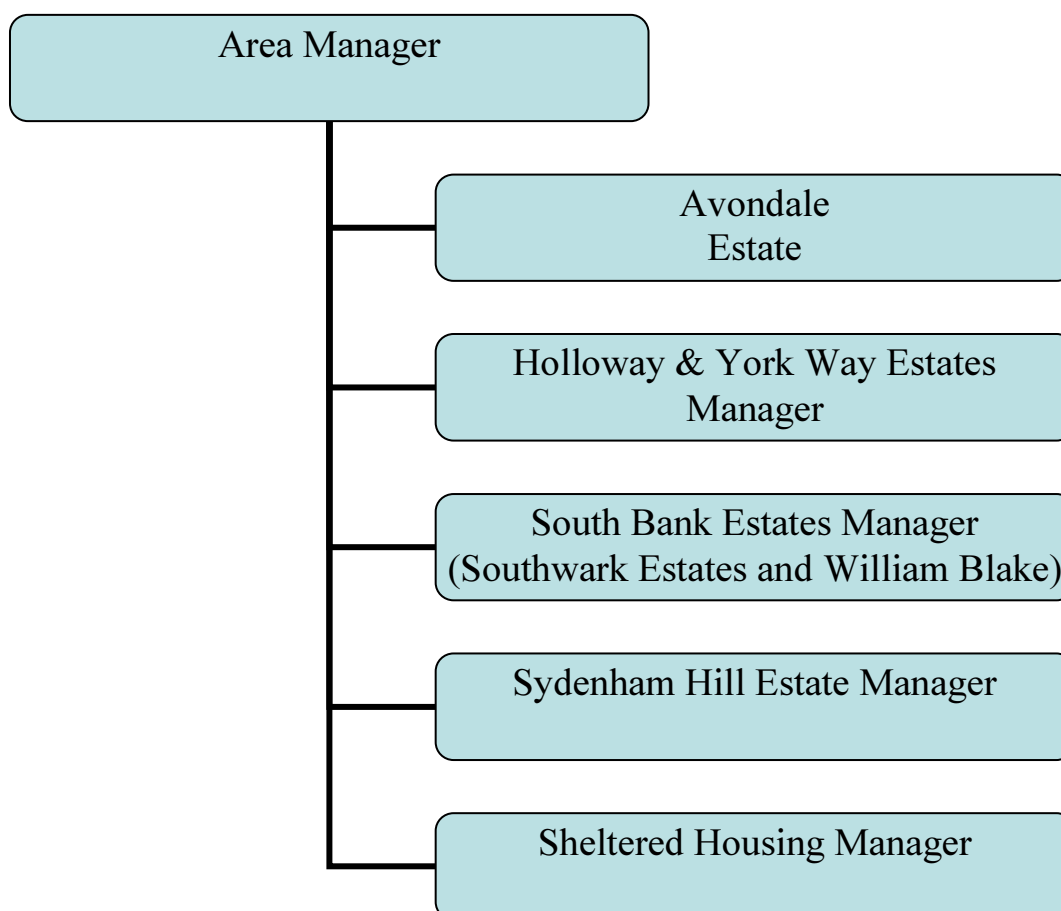 Area Manager
Avondale
Estate
Holloway & York Way Estates
Manager
South Bank Estates Manager
(Southwark Estates and William Blake)
Sydenham Hill Estate Manager
Sheltered Housing Manager